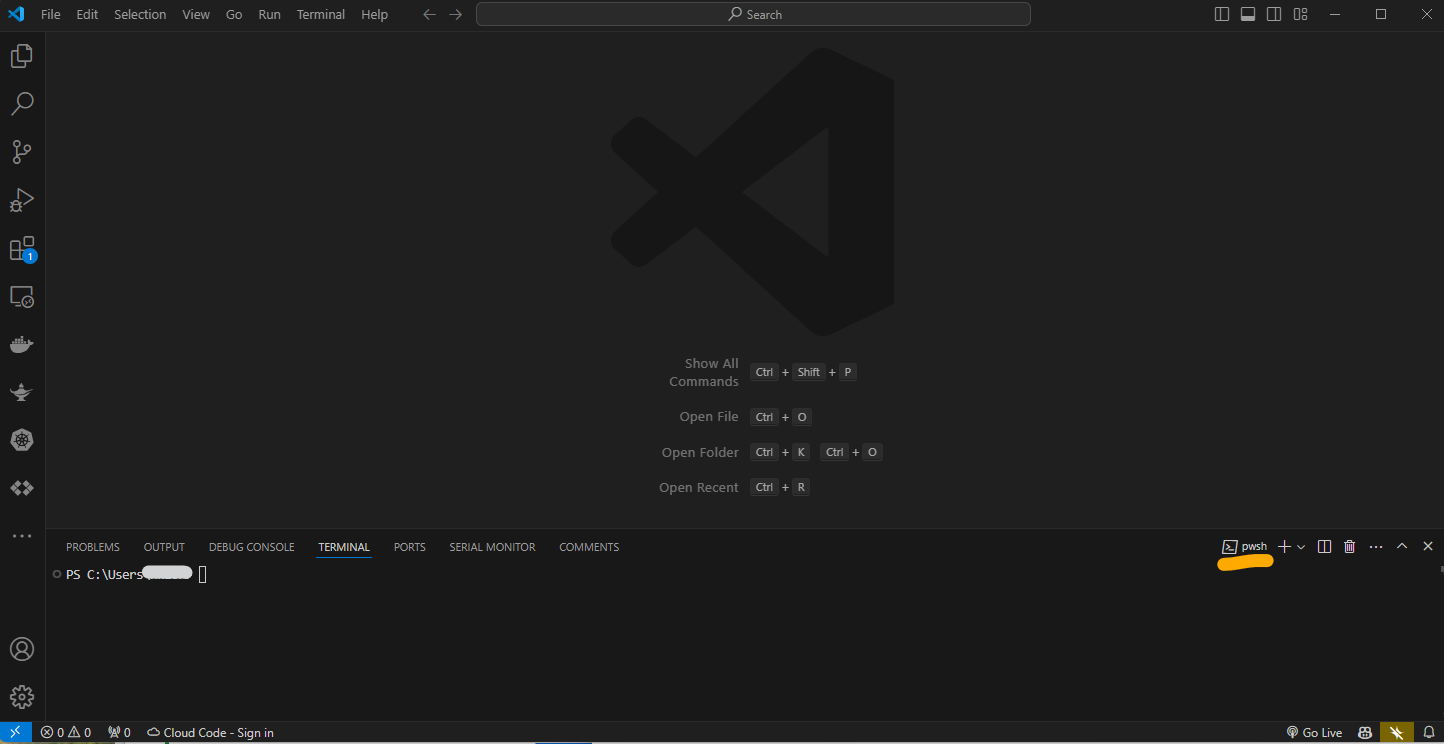 File Edit Selection View Go Run Terminal Help Search
1
Show All
Commands Ctrl + Shift + P
Open File Ctrl + O
Open Folder Ctrl + K Ctrl + O
Open Recent Ctrl + R
PROBLEMS OUTPUT DEBUG CONSOLE TERMINAL PORTS SERIAL MONITOR COMMENTS pwsh
PS C:\Users
0 0 0 Cloud Code - Sign in Go Live